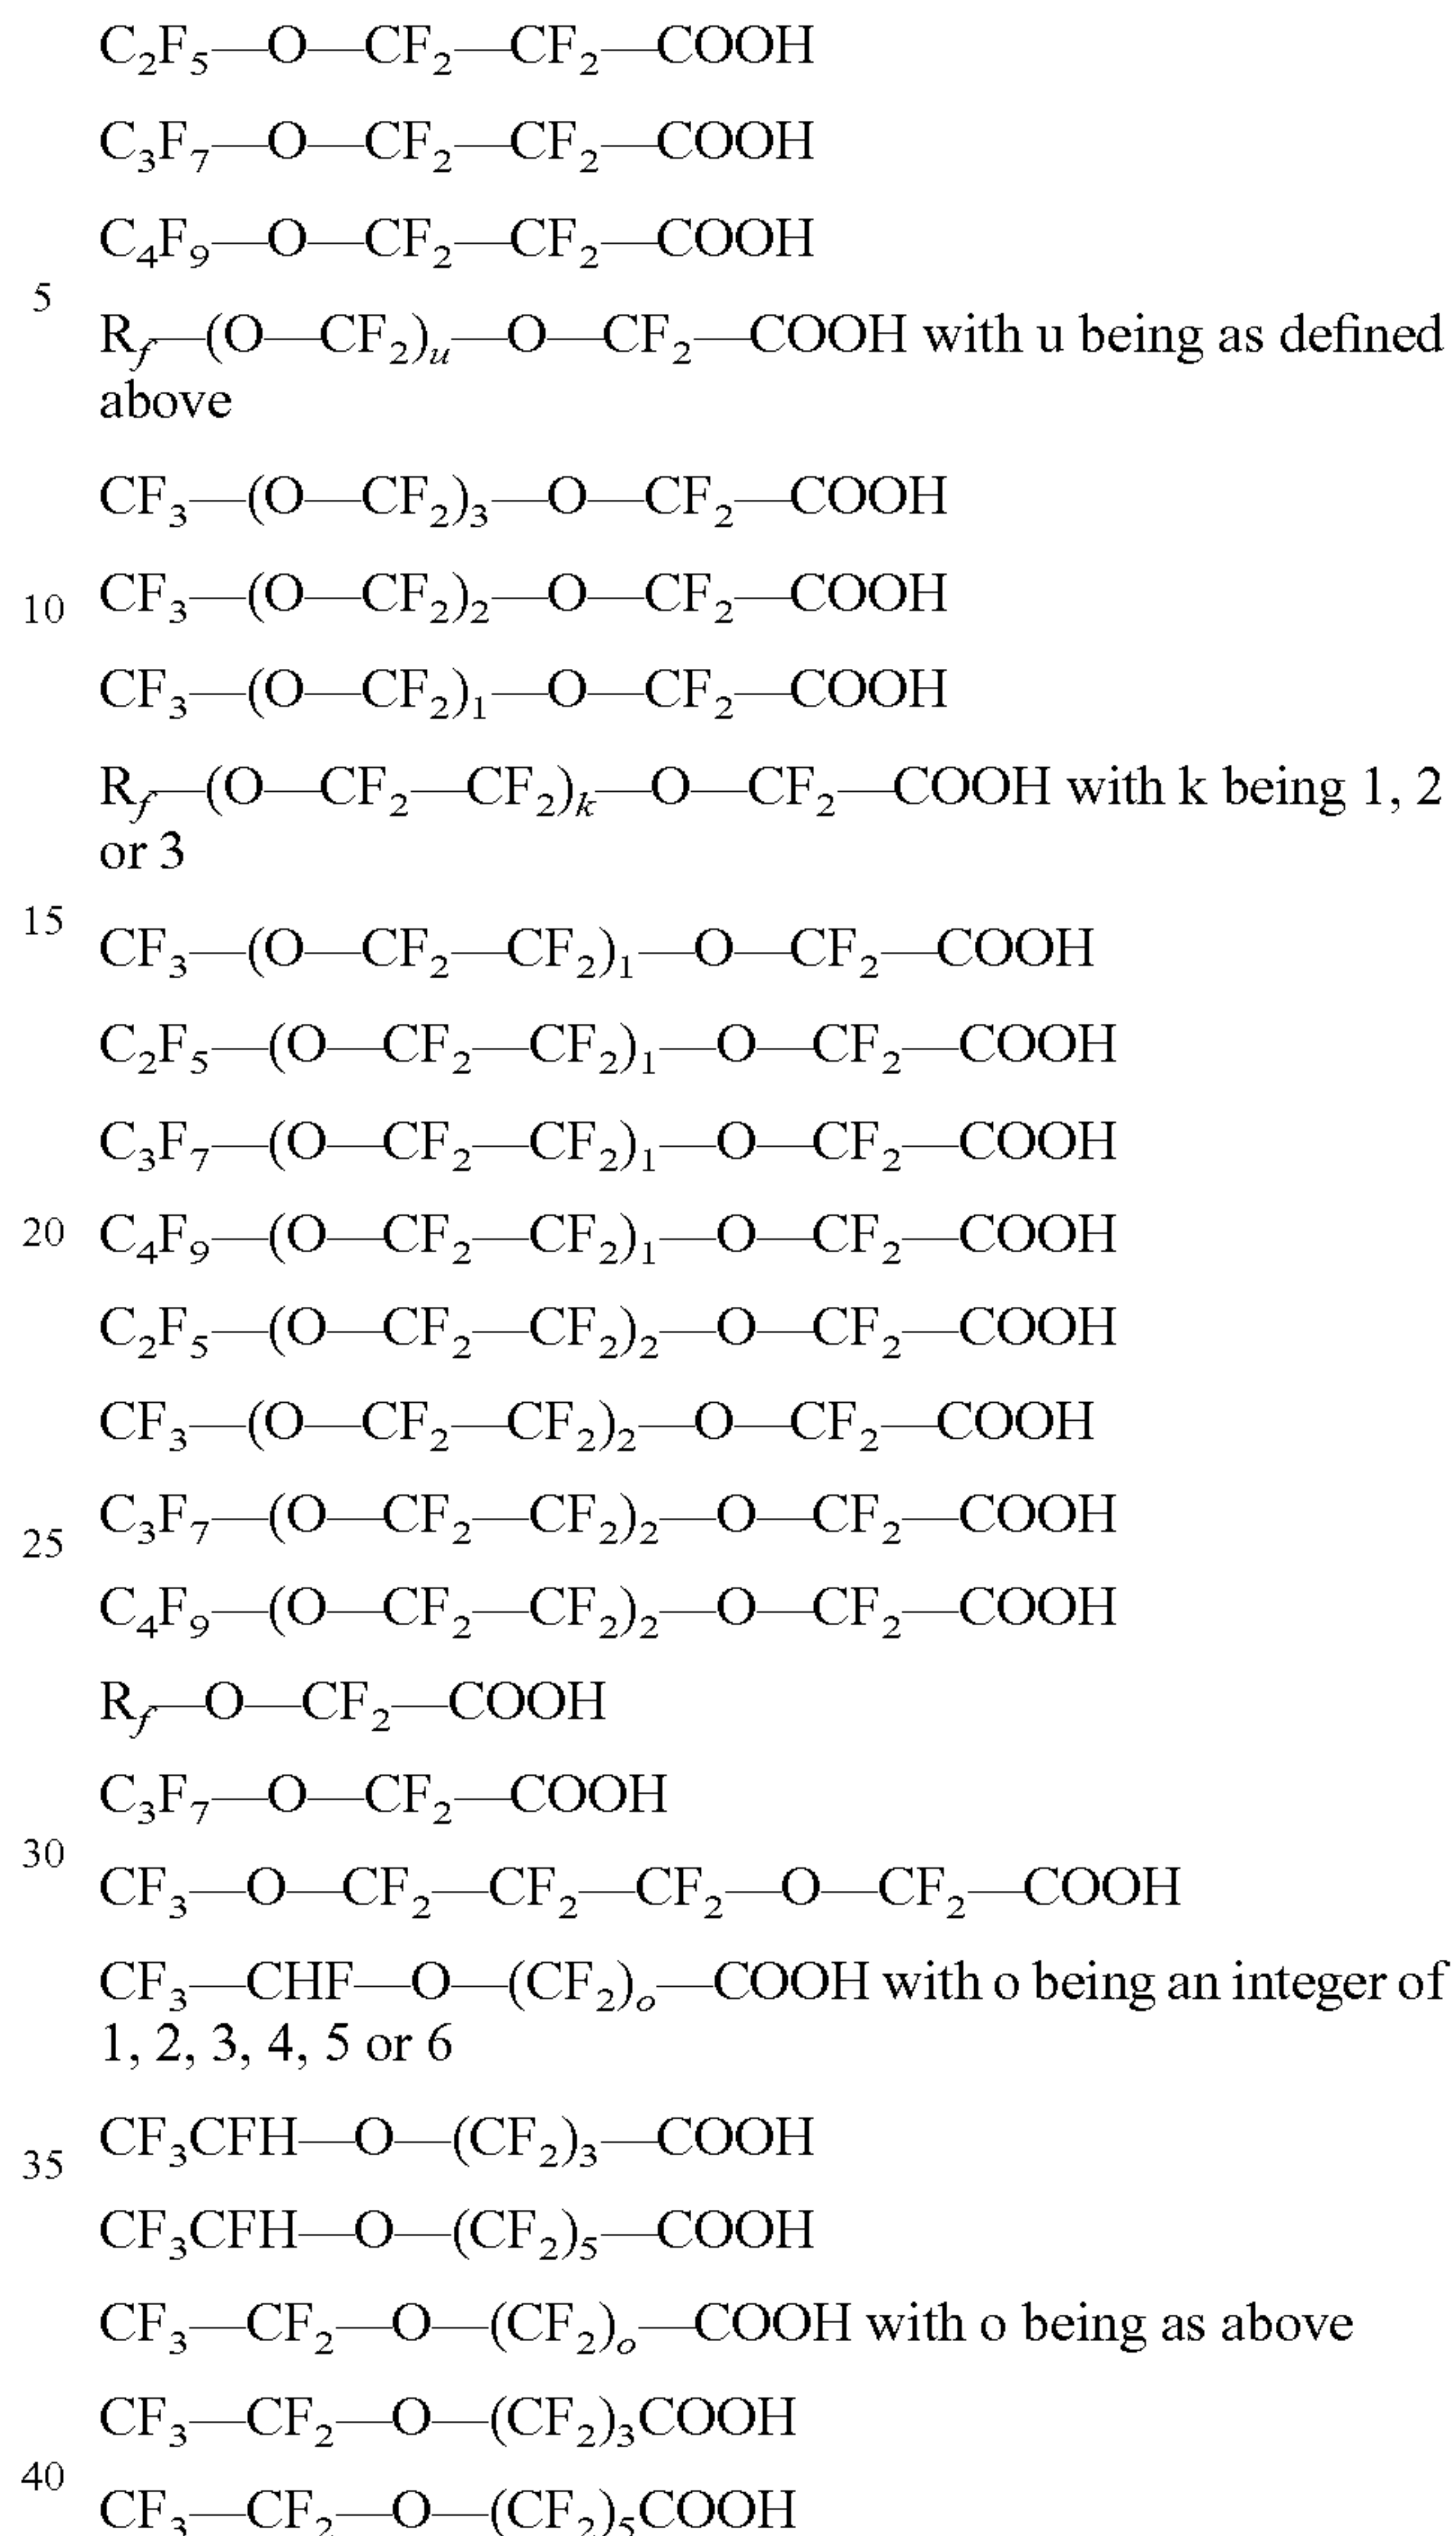 C₂F₅—O—CF₂—CF₂—COOH
C₃F₇—O—CF₂—CF₂—COOH
C₄F₉—O—CF₂—CF₂—COOH
5
R_f—(O—CF₂)_u—O—CF₂—COOH with u being as defined
above
CF₃—(O—CF₂)₃—O—CF₂—COOH
10 CF₃—(O—CF₂)₂—O—CF₂—COOH
CF₃—(O—CF₂)₁—O—CF₂—COOH
R_f—(O—CF₂—CF₂)_k—O—CF₂—COOH with k being 1, 2
or 3
15
CF₃—(O—CF₂—CF₂)₁—O—CF₂—COOH
C₂F₅—(O—CF₂—CF₂)₁—O—CF₂—COOH
C₃F₇—(O—CF₂—CF₂)₁—O—CF₂—COOH
20 C₄F₉—(O—CF₂—CF₂)₁—O—CF₂—COOH
C₂F₅—(O—CF₂—CF₂)₂—O—CF₂—COOH
CF₃—(O—CF₂—CF₂)₂—O—CF₂—COOH
C₃F₇—(O—CF₂—CF₂)₂—O—CF₂—COOH
25
C₄F₉—(O—CF₂—CF₂)₂—O—CF₂—COOH
R_f—O—CF₂—COOH
C₃F₇—O—CF₂—COOH
30
CF₃—O—CF₂—CF₂—CF₂—O—CF₂—COOH
CF₃—CHF—O—(CF₂)ₒ—COOH with o being an integer of
1, 2, 3, 4, 5 or 6
CF₃CFH—O—(CF₂)₃—COOH
35
CF₃CFH—O—(CF₂)₅—COOH
CF₃—CF₂—O—(CF₂)ₒ—COOH with o being as above
CF₃—CF₂—O—(CF₂)₃COOH
40
CF₃—CF₂—O—(CF₂)₅COOH